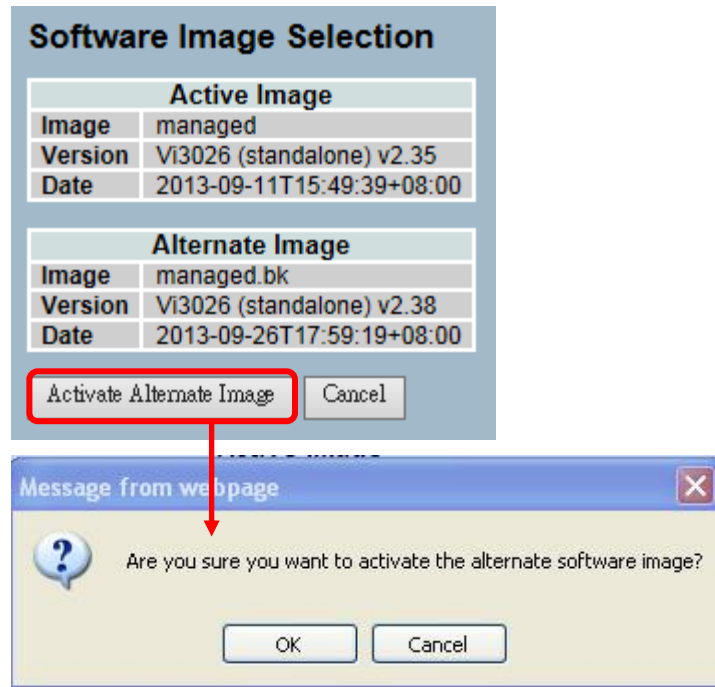 Software Image Selection
Active Image
Image managed
Version Vi3026 (standalone) v2.35
Date 2013-09-11T15:49:39+08:00
Alternate Image
Image managed.bk
Version Vi3026 (standalone) v2.38
Date 2013-09-26T17:59:19+08:00
Activate Alternate Image Cancel
Message from webpage
Are you sure you want to activate the alternate software image?
OK Cancel